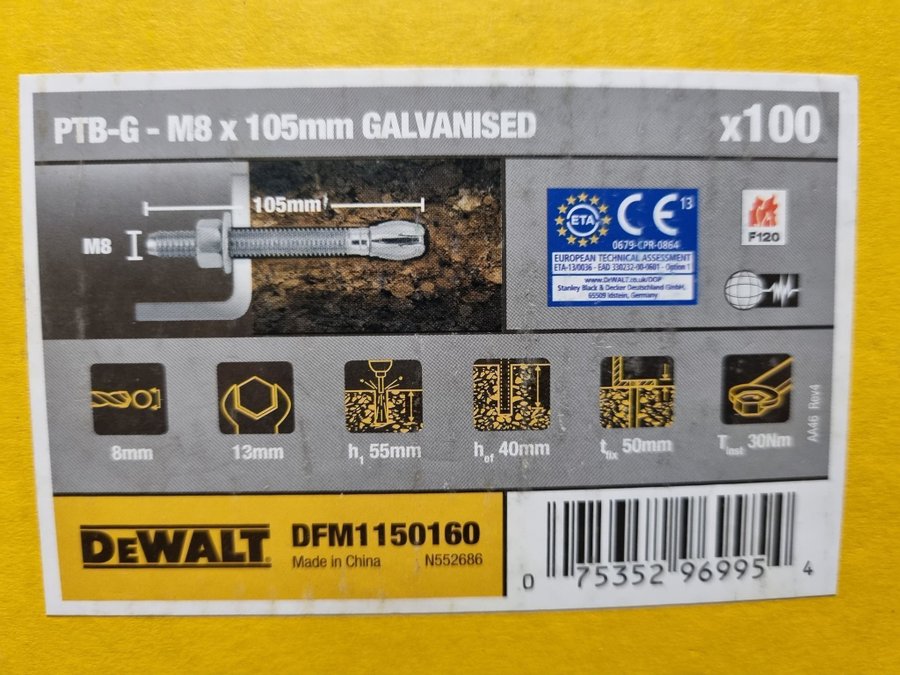 PTB-G - M8 x 105mm GALVANISED
x100
105mm
M8
ETA
CE 13
0679-CPR-0864
EUROPEAN TECHNICAL ASSESSMENT
ETA-13/0036 - EAD 330232-00-0601 - Option 1
www.DeWALT.co.uk/DOP
Stanley Black & Decker Deutschland GmbH,
65509 Idstein, Germany
F120
8mm
13mm
h1 55mm
hef 40mm
tfix 50mm
Tinst 30Nm
AA46 Rev4
DEWALT
DFM1150160
Made in China N552686
0 75352 96995 4